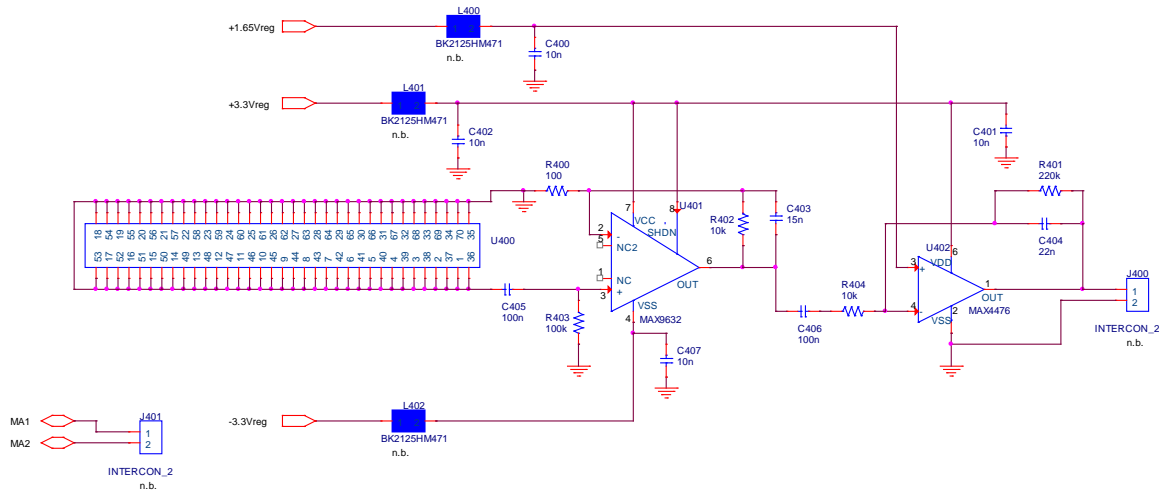 L400
+1.65Vreg
1 2
BK2125HM471
n.b.
C400
10n
L401
+3.3Vreg
1 2
BK2125HM471
n.b.
C402
10n
C401
10n
R400
100
R401
220k
7
VCC
8
U401
SHDN
R402
10k
C403
15n
C404
22n
2
-
5
NC2
1
NC
+
3
6
OUT
VSS
4
MAX9632
18 54 19 55 20 56 21 57 22 58 23 59 24 60 25 61 26 62 27 63 28 64 29 65 30 66 31 67 32 68 33 69 34 70 35
53 17 52 16 51 15 50 14 49 13 48 12 47 11 46 10 45 9 44 8 43 7 42 6 41 5 40 4 39 3 38 2 37 1 36
U400
C405
100n
R403
100k
C407
10n
C406
100n
R404
10k
U402
6
VDD
3
+
4
-
1
OUT
VSS
2
MAX4476
J400
1
2
INTERCON_2
n.b.
MA1
MA2
J401
1
2
INTERCON_2
n.b.
L402
-3.3Vreg
1 2
BK2125HM471
n.b.